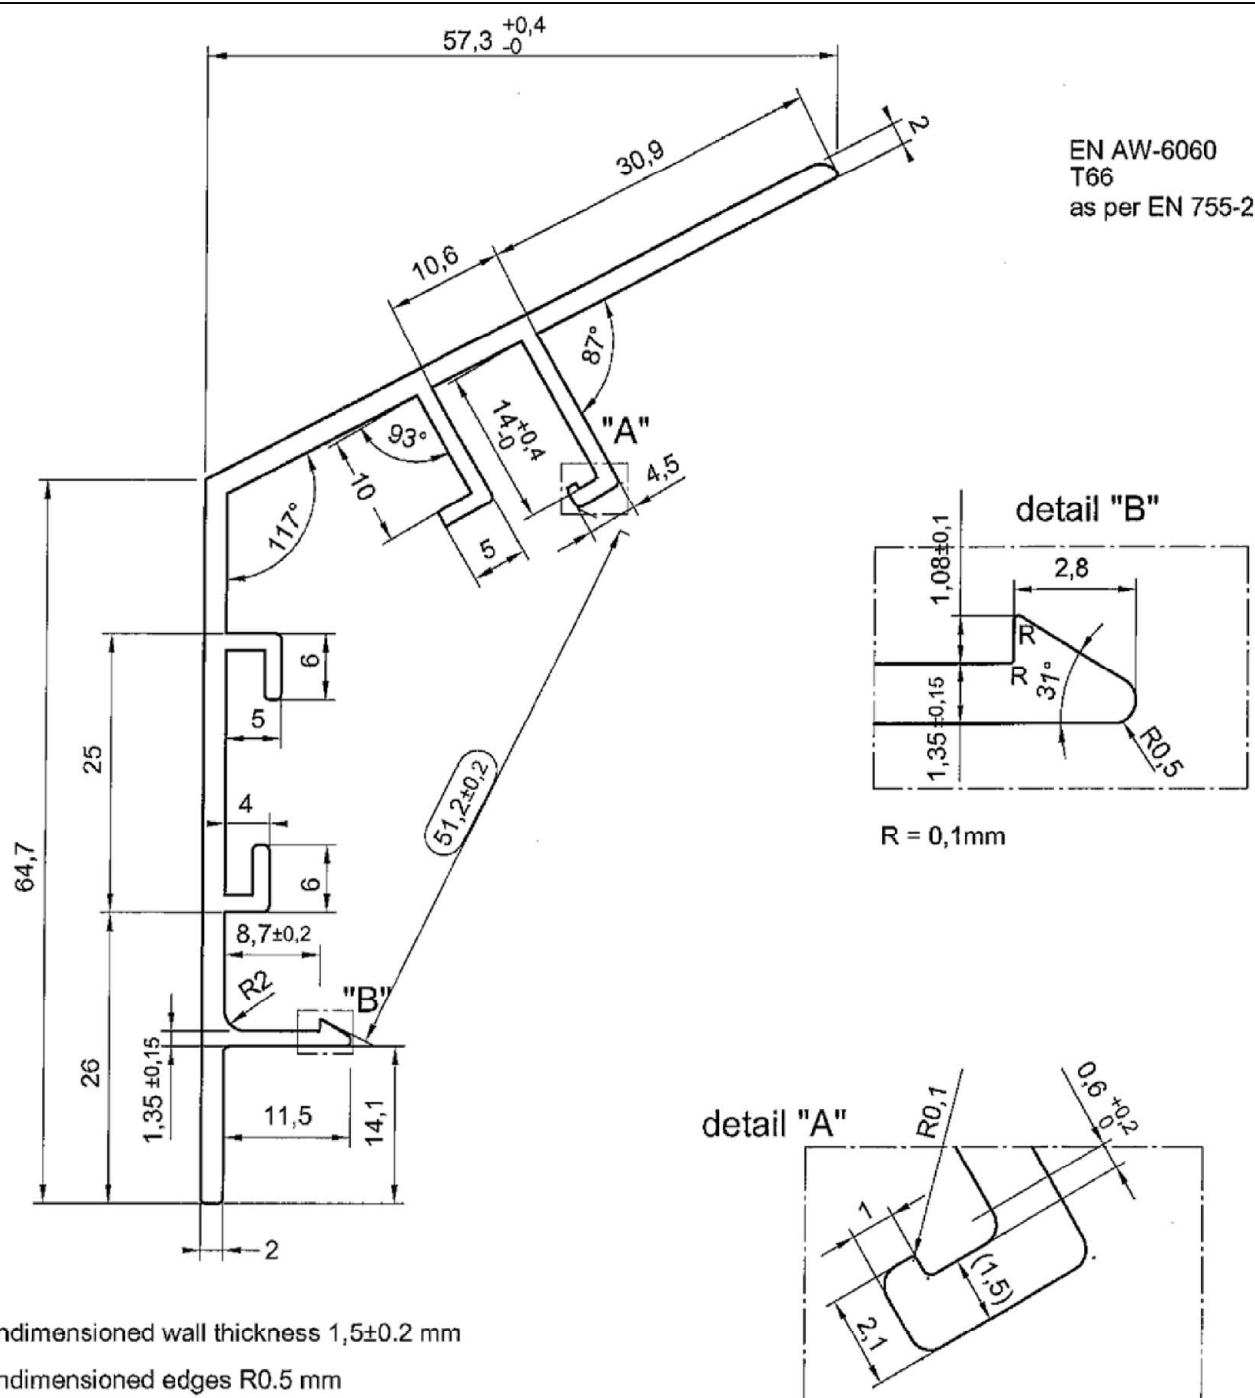 57,3 +0,4 -0
30,9
2
EN AW-6060
T66
as per EN 755-2
10,6
87°
93°
14 +0,4 -0
"A"
4,5
10
117°
5
detail "B"
1,08±0,1
2,8
R
R
31°
1,35±0,15
R0,5
R = 0,1mm
6
5
25
51,2±0,2
4
6
64,7
8,7±0,2
R2
"B"
26
1,35 ±0,15
11,5
14,1
2
detail "A"
R0,1
0,6 +0,2 0
1
(1,5)
2,1
ndimensioned wall thickness 1,5±0.2 mm
ndimensioned edges R0.5 mm